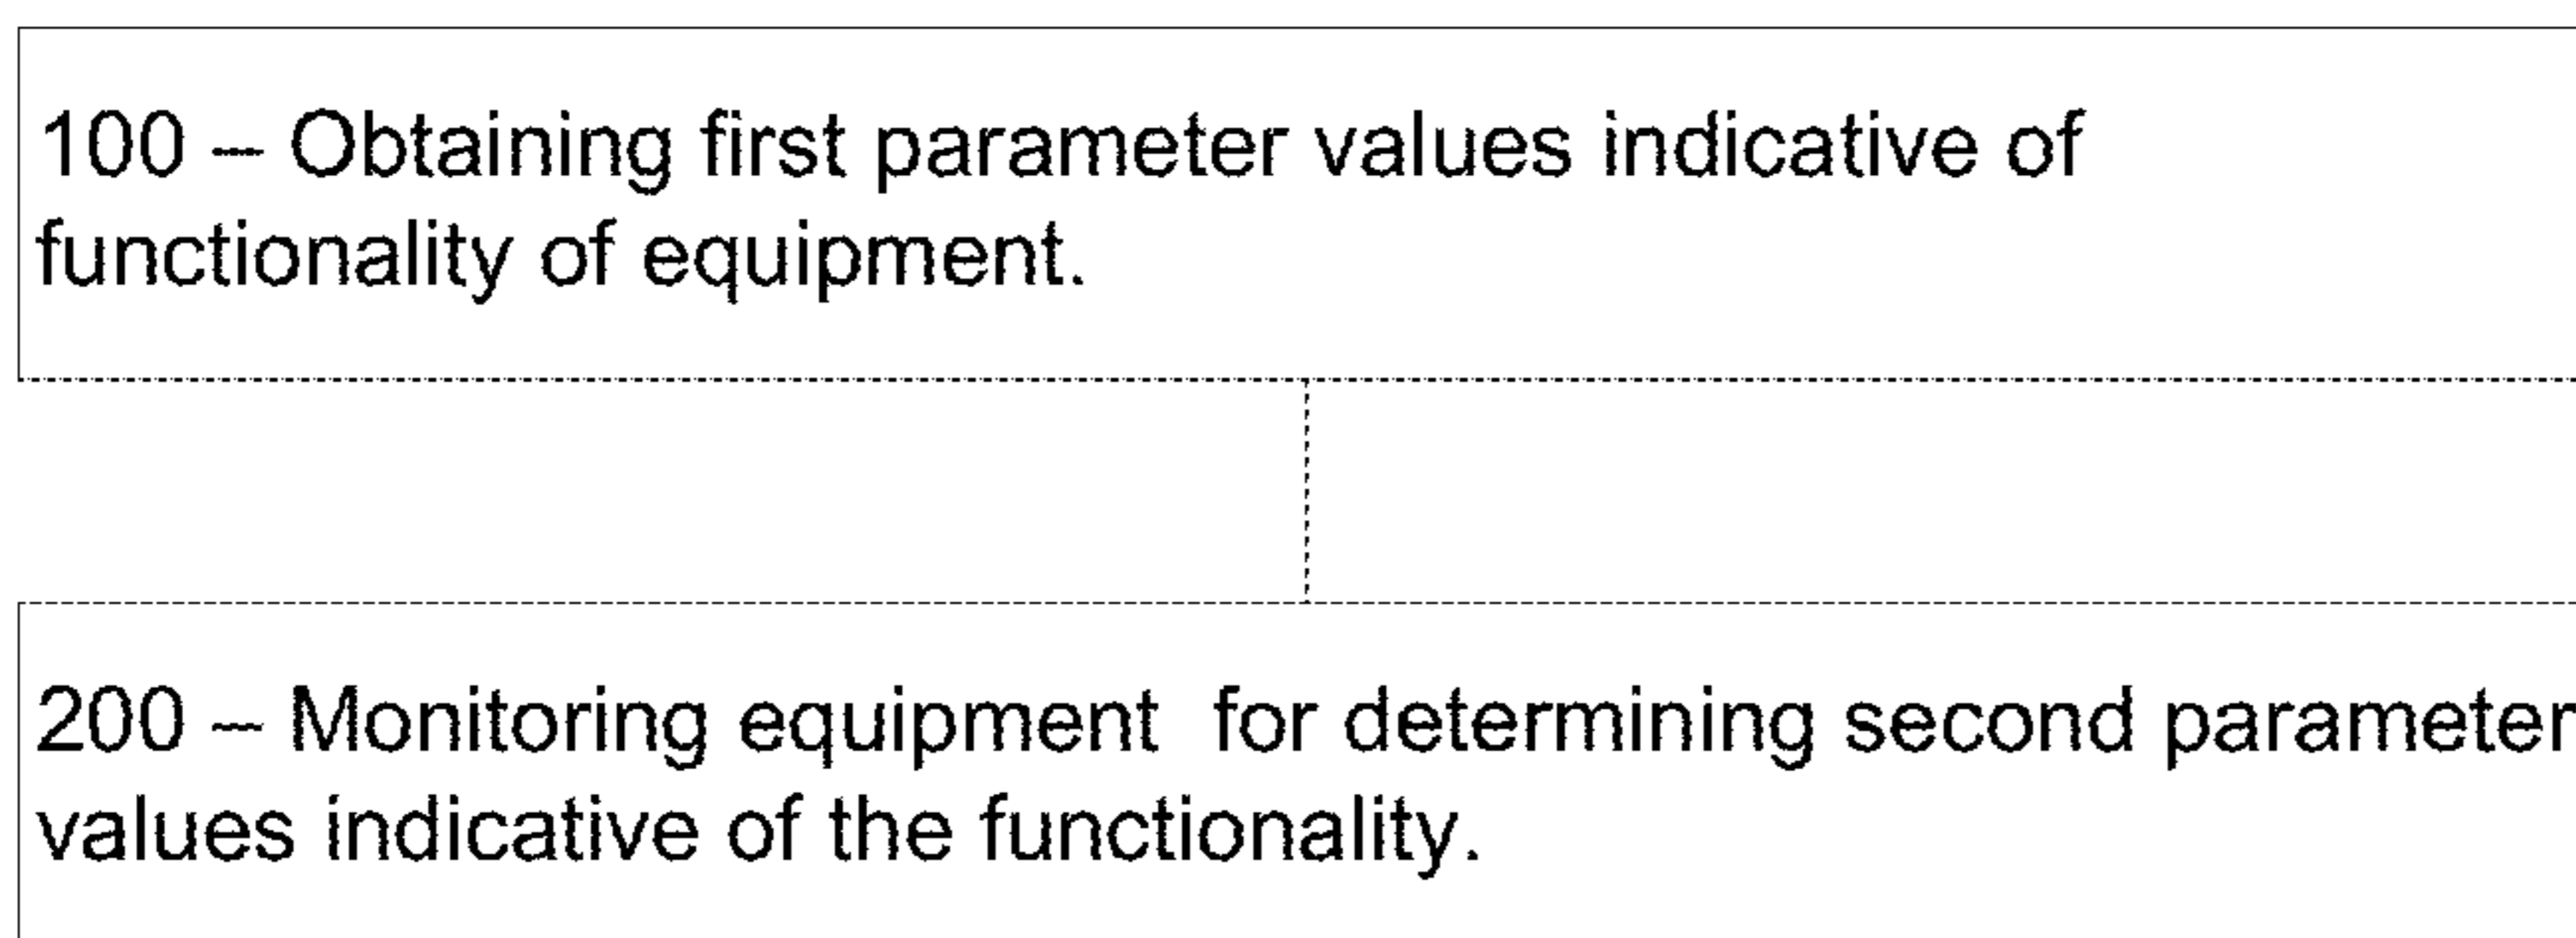 100 – Obtaining first parameter values indicative of
functionality of equipment.
200 – Monitoring equipment  for determining second parameter
values indicative of the functionality.